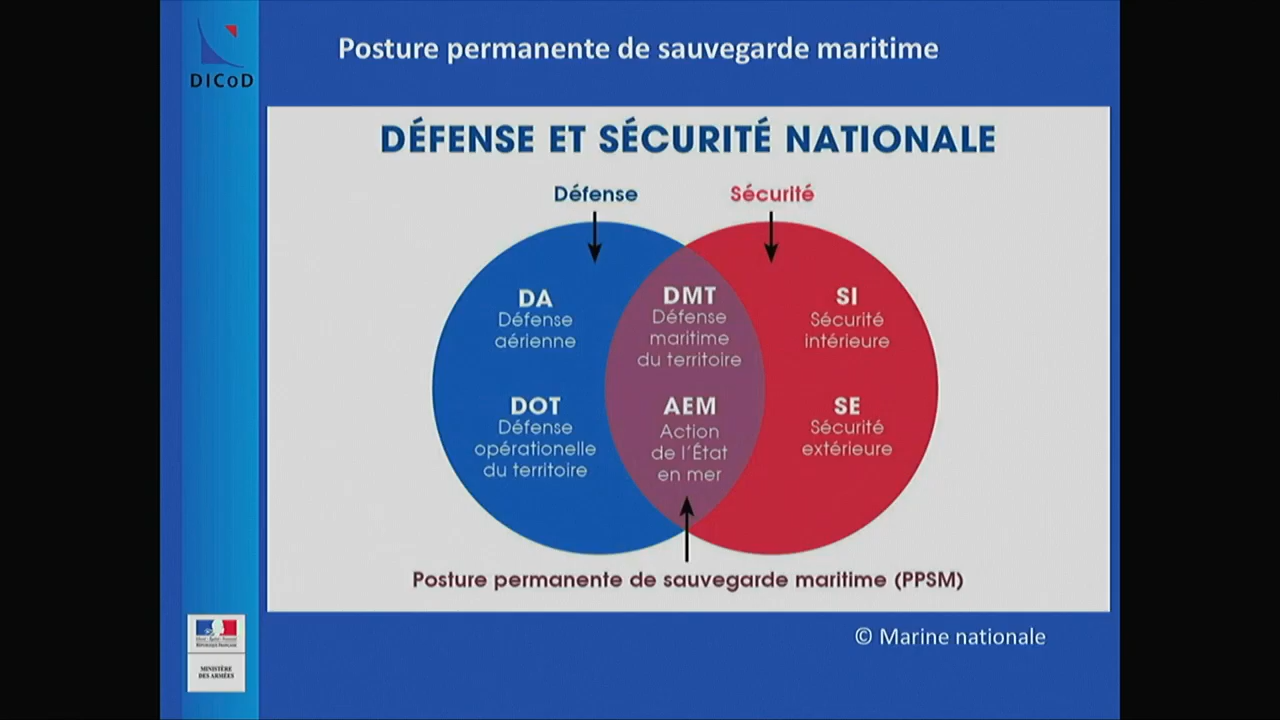 DICoD
Posture permanente de sauvegarde maritime
DÉFENSE ET SÉCURITÉ NATIONALE
Défense
Sécurité
DA
Défense
aérienne
DOT
Défense
opérationelle
du territoire
DMT
Défense
maritime
du territoire
AEM
Action
de l'État
en mer
SI
Sécurité
intérieure
SE
Sécurité
extérieure
Posture permanente de sauvegarde maritime (PPSM)
© Marine nationale
RÉPUBLIQUE FRANÇAISE
MINISTÈRE
DES ARMÉES